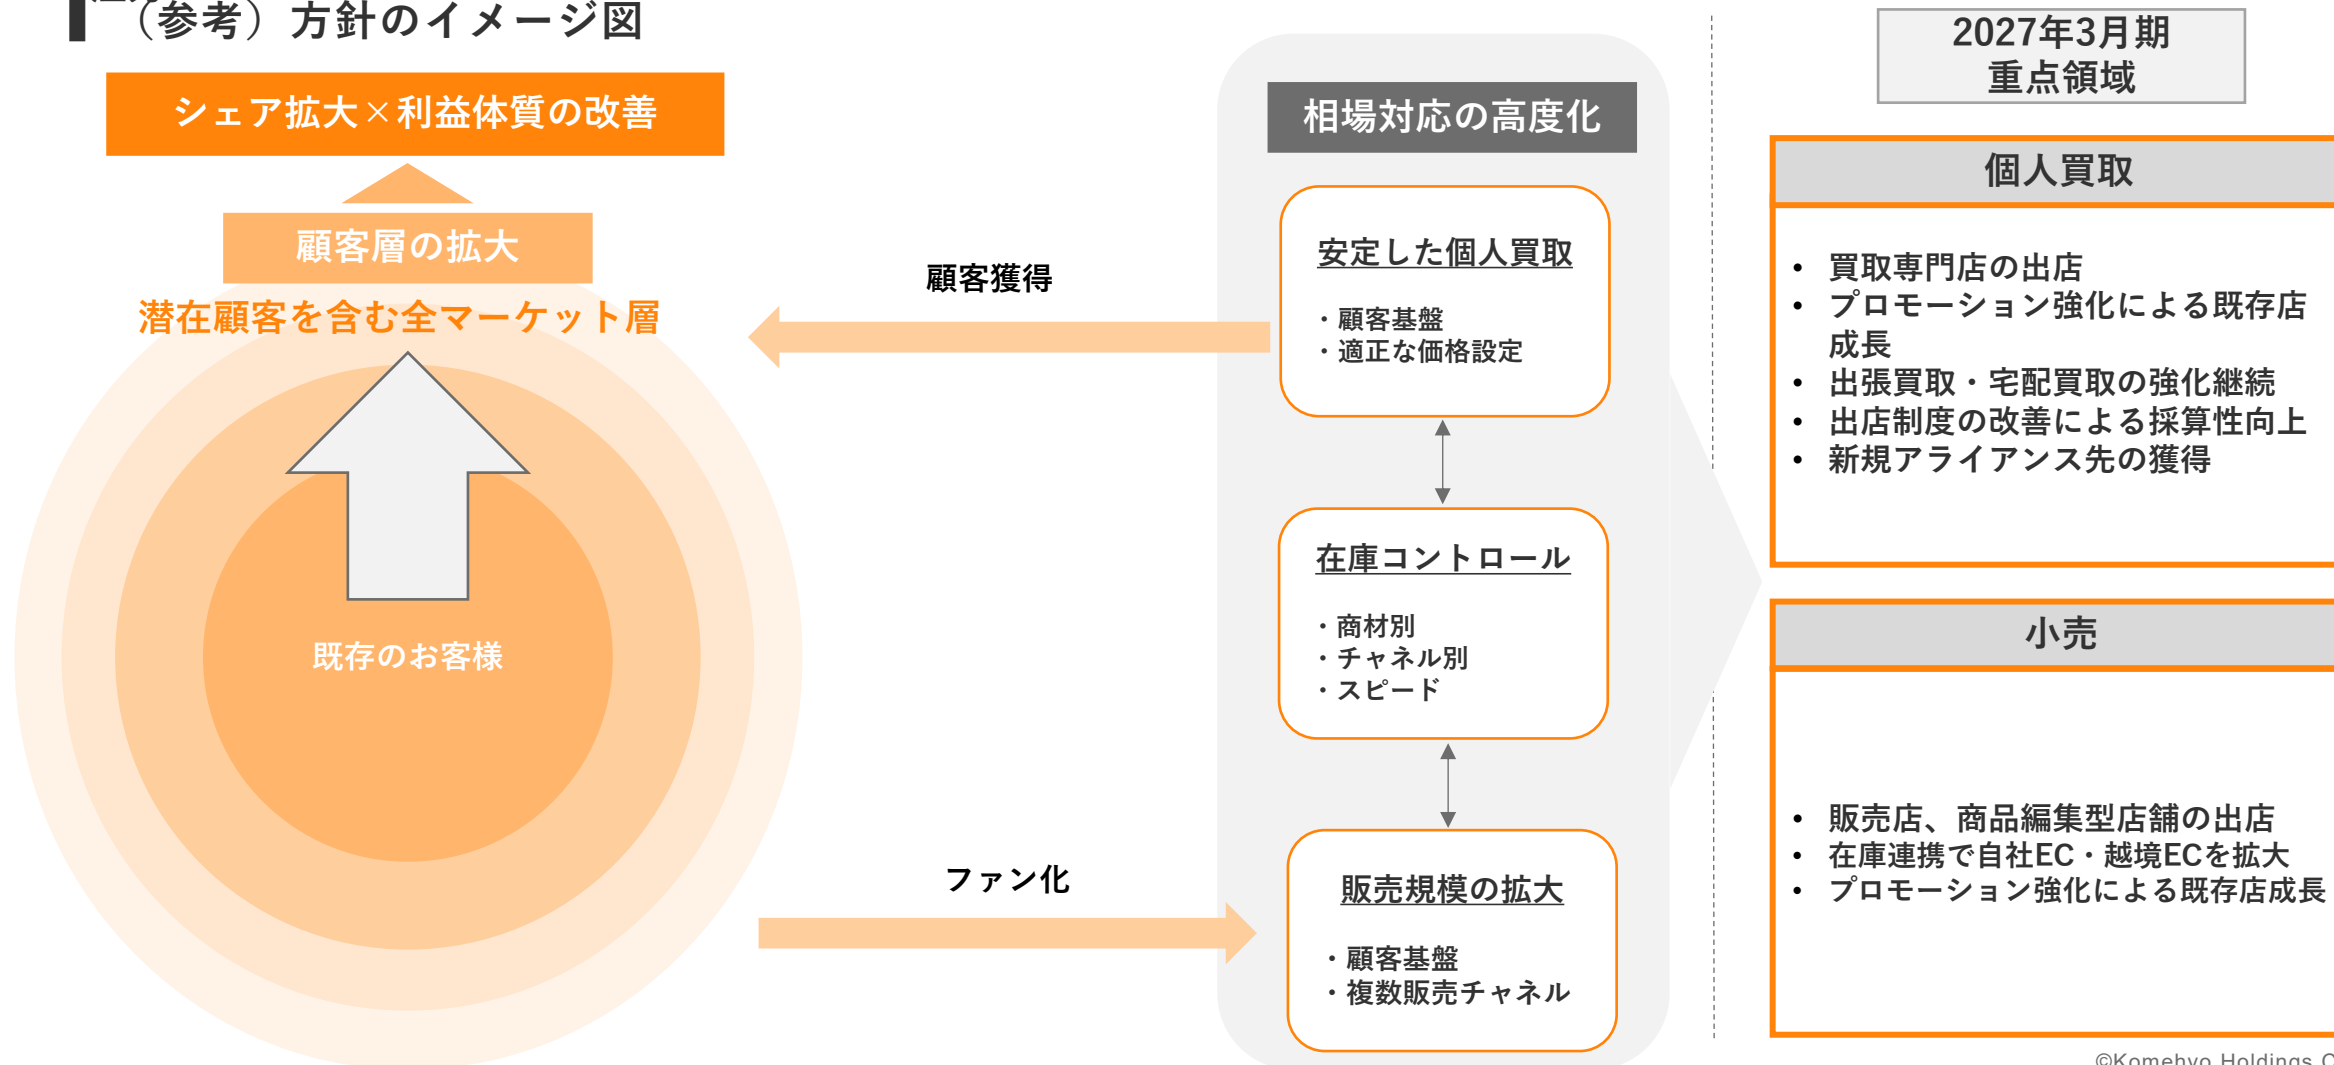 （参考）方針のイメージ図
シェア拡大×利益体質の改善
顧客層の拡大
潜在顧客を含む全マーケット層
既存のお客様
顧客獲得
ファン化
相場対応の高度化
安定した個人買取
・顧客基盤
・適正な価格設定
在庫コントロール
・商材別
・チャネル別
・スピード
販売規模の拡大
・顧客基盤
・複数販売チャネル
2027年3月期
重点領域
個人買取
• 買取専門店の出店
• プロモーション強化による既存店
成長
• 出張買取・宅配買取の強化継続
• 出店制度の改善による採算性向上
• 新規アライアンス先の獲得
小売
• 販売店、商品編集型店舗の出店
• 在庫連携で自社EC・越境ECを拡大
• プロモーション強化による既存店成長
©Komehyo Holdings